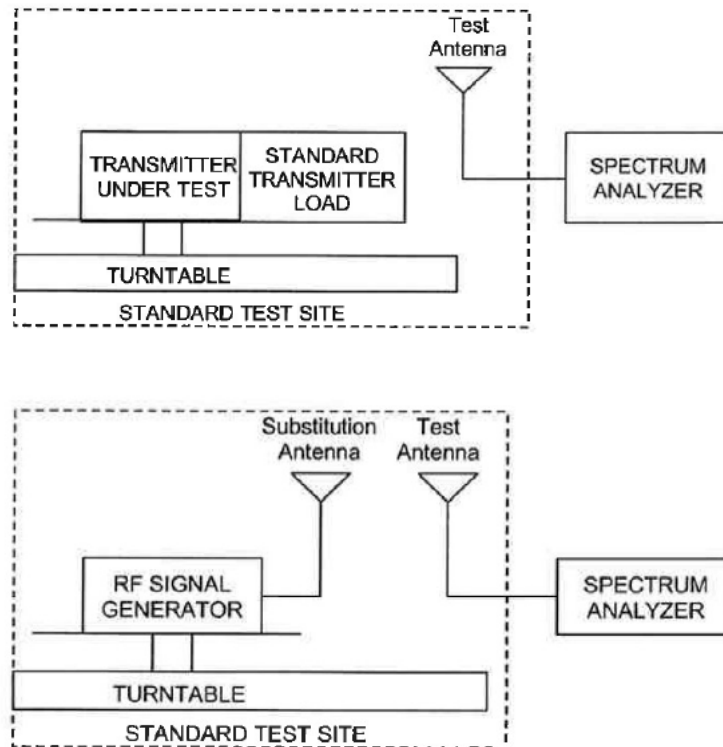 Test
Antenna
TRANSMITTER
UNDER TEST
STANDARD
TRANSMITTER
LOAD
SPECTRUM
ANALYZER
TURNTABLE
STANDARD TEST SITE
Substitution
Antenna
Test
Antenna
RF SIGNAL
GENERATOR
SPECTRUM
ANALYZER
TURNTABLE
STANDARD TEST SITE